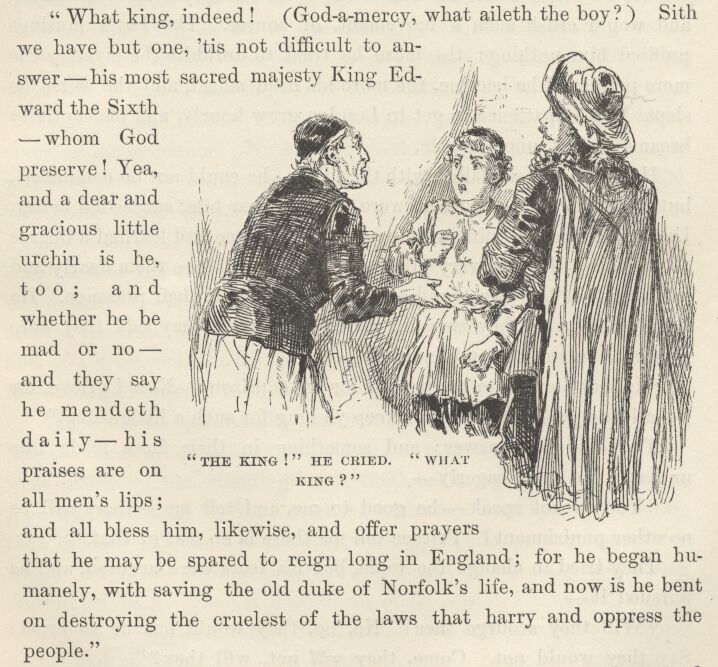 “ What king, indeed! (God-a-mercy, what aileth the boy?) Sith
we have but one, ’tis not difficult to an-
swer — his most sacred majesty King Ed-
ward the Sixth
— whom God
preserve! Yea,
and a dear and
gracious little
urchin is he,
too; and
whether he be
mad or no —
and they say
he mendeth
daily — his
praises are on
all men’s lips;
“THE KING!” HE CRIED. “WHAT
KING?”
and all bless him, likewise, and offer prayers
that he may be spared to reign long in England; for he began hu-
manely, with saving the old duke of Norfolk’s life, and now is he bent
on destroying the cruelest of the laws that harry and oppress the
people.”